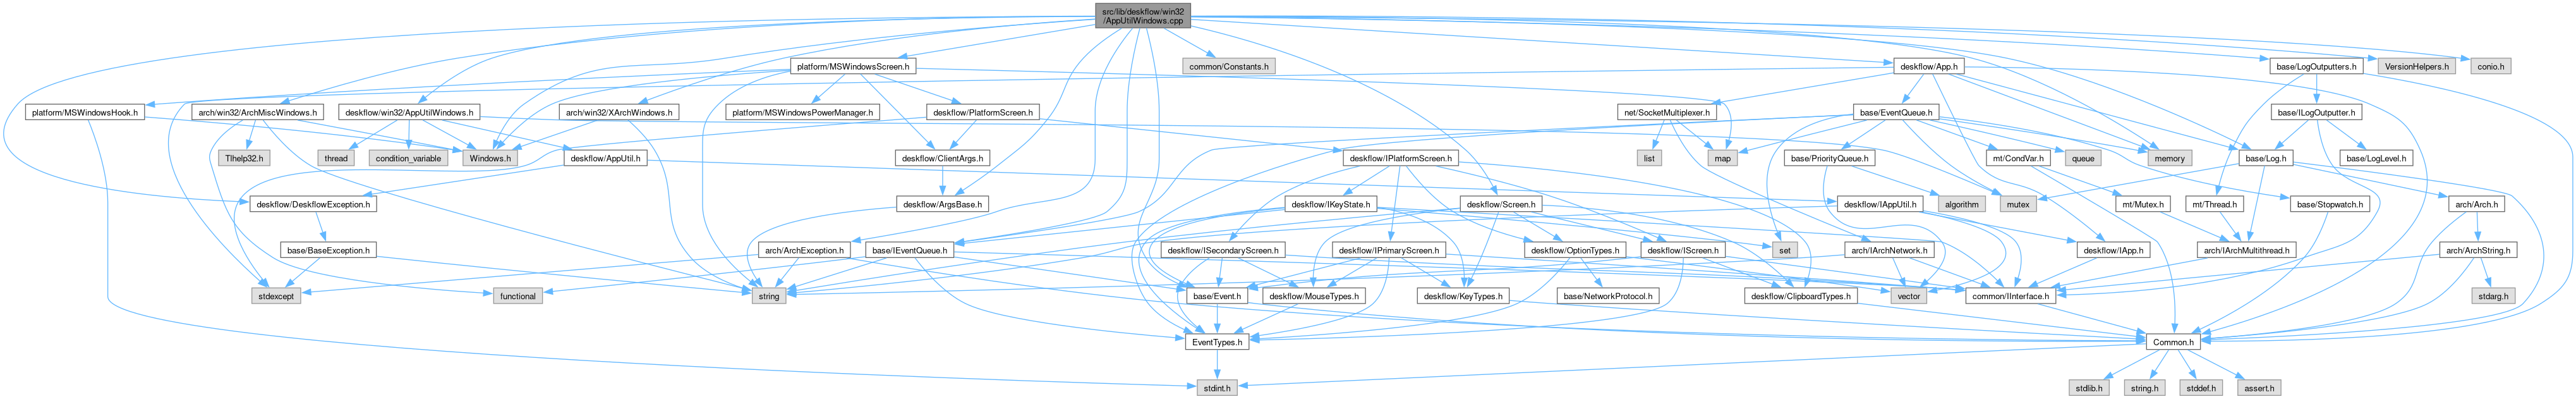 src/lib/deskflow/win32
/AppUtilWindows.cpp
platform/MSWindowsScreen.h
common/Constants.h
deskflow/App.h
base/LogOutputters.h
VersionHelpers.h
conio.h
platform/MSWindowsHook.h
arch/win32/ArchMiscWindows.h
deskflow/win32/AppUtilWindows.h
arch/win32/XArchWindows.h
platform/MSWindowsPowerManager.h
deskflow/PlatformScreen.h
net/SocketMultiplexer.h
base/EventQueue.h
base/ILogOutputter.h
Tlhelp32.h
thread
condition_variable
Windows.h
deskflow/AppUtil.h
deskflow/ClientArgs.h
deskflow/IPlatformScreen.h
list
map
base/PriorityQueue.h
mt/CondVar.h
queue
memory
base/Log.h
base/LogLevel.h
deskflow/DeskflowException.h
deskflow/ArgsBase.h
deskflow/IKeyState.h
deskflow/Screen.h
deskflow/IAppUtil.h
algorithm
mutex
mt/Mutex.h
mt/Thread.h
base/Stopwatch.h
arch/Arch.h
base/BaseException.h
arch/ArchException.h
base/IEventQueue.h
deskflow/ISecondaryScreen.h
deskflow/IPrimaryScreen.h
deskflow/OptionTypes.h
set
deskflow/IScreen.h
arch/IArchNetwork.h
deskflow/IApp.h
arch/IArchMultithread.h
arch/ArchString.h
stdexcept
functional
string
base/Event.h
deskflow/MouseTypes.h
deskflow/KeyTypes.h
base/NetworkProtocol.h
vector
common/IInterface.h
deskflow/ClipboardTypes.h
stdarg.h
EventTypes.h
Common.h
stdint.h
stdlib.h
string.h
stddef.h
assert.h